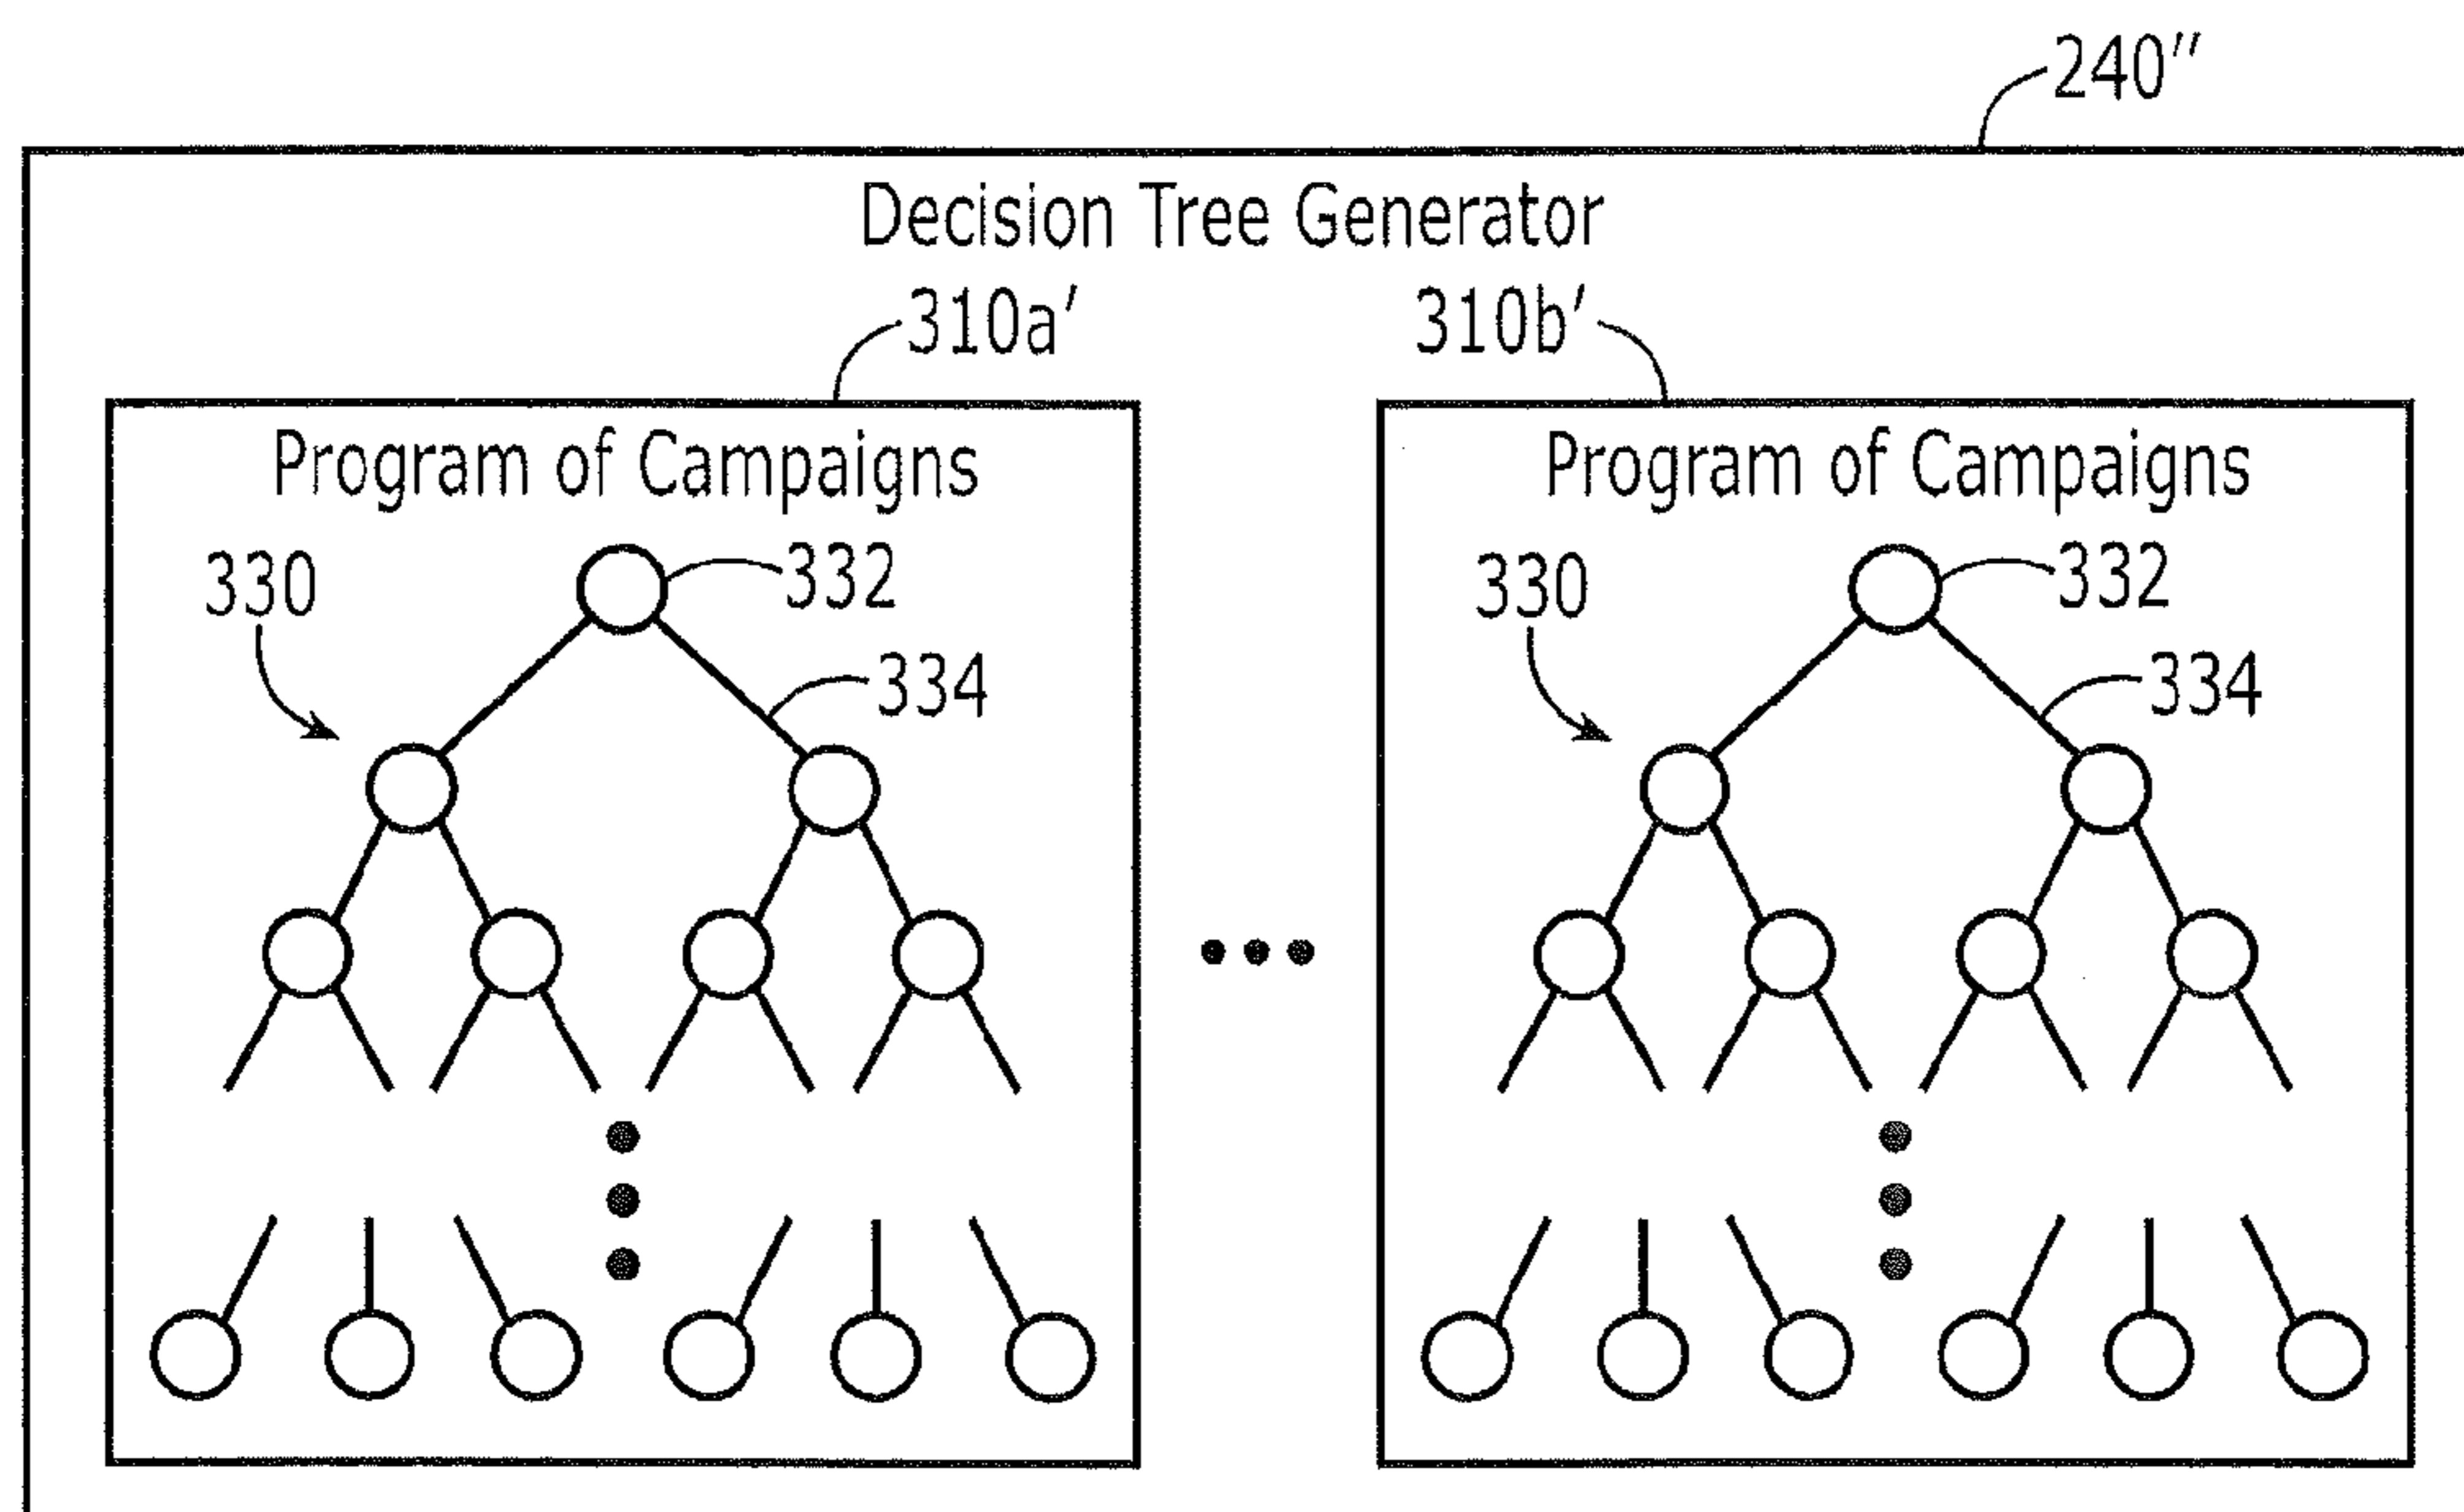 240''
Decision Tree Generator
310a'
310b'
Program of Campaigns
330
332
334
Program of Campaigns
330
332
334